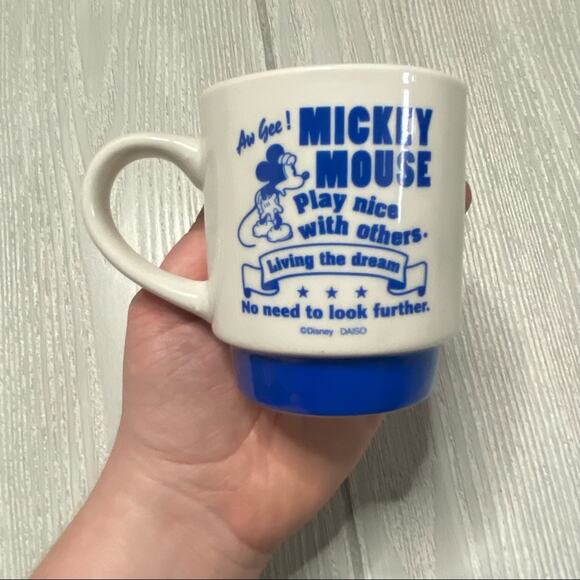 Aw Gee!
MICKEY
MOUSE
Play nice
with others.
Living the dream
No need to look further.
©Disney DAISO